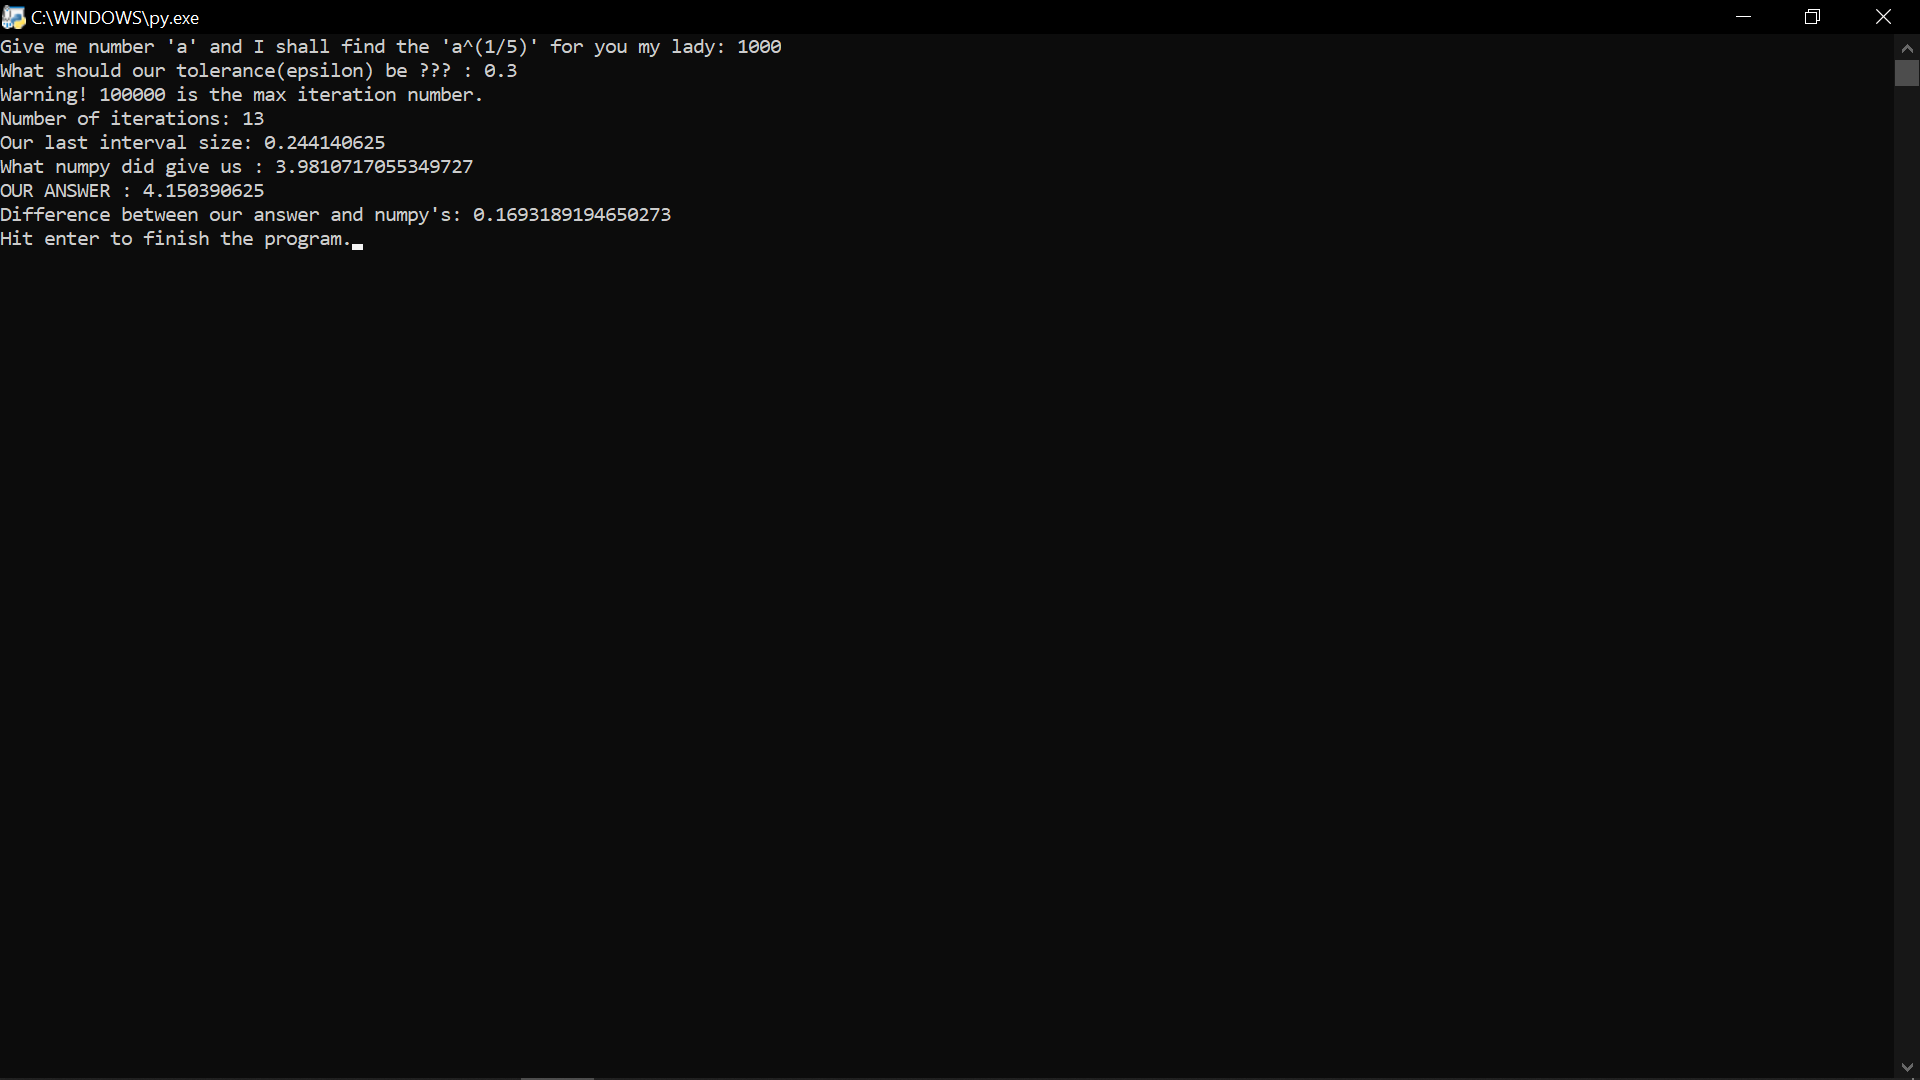 C:\WINDOWS\py.exe
Give me number 'a' and I shall find the 'a^(1/5)' for you my lady: 1000
What should our tolerance(epsilon) be ??? : 0.3
Warning! 100000 is the max iteration number.
Number of iterations: 13
Our last interval size: 0.244140625
What numpy did give us : 3.9810717055349727
OUR ANSWER : 4.150390625
Difference between our answer and numpy's: 0.1693189194650273
Hit enter to finish the program.